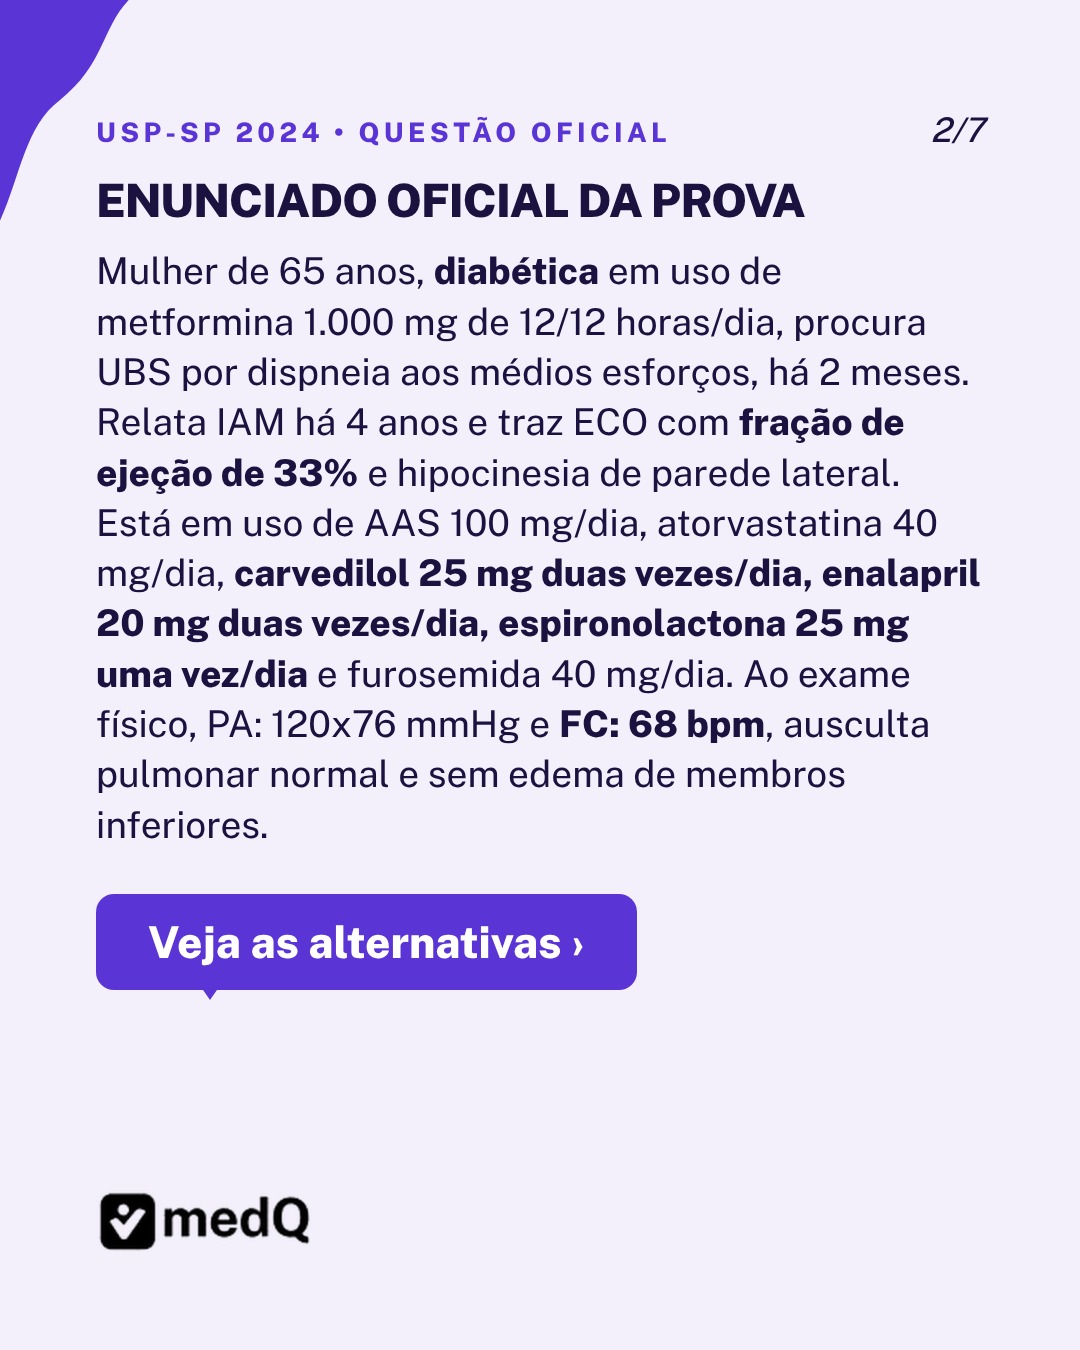 USP-SP 2024 • QUESTÃO OFICIAL
2/7
ENUNCIADO OFICIAL DA PROVA
Mulher de 65 anos, diabética em uso de
metformina 1.000 mg de 12/12 horas/dia, procura
UBS por dispneia aos médios esforços, há 2 meses.
Relata IAM há 4 anos e traz ECO com fração de
ejeção de 33% e hipocinesia de parede lateral.
Está em uso de AAS 100 mg/dia, atorvastatina 40
mg/dia, carvedilol 25 mg duas vezes/dia, enalapril
20 mg duas vezes/dia, espironolactona 25 mg
uma vez/dia e furosemida 40 mg/dia. Ao exame
físico, PA: 120x76 mmHg e FC: 68 bpm, ausculta
pulmonar normal e sem edema de membros
inferiores.
Veja as alternativas ›
medQ